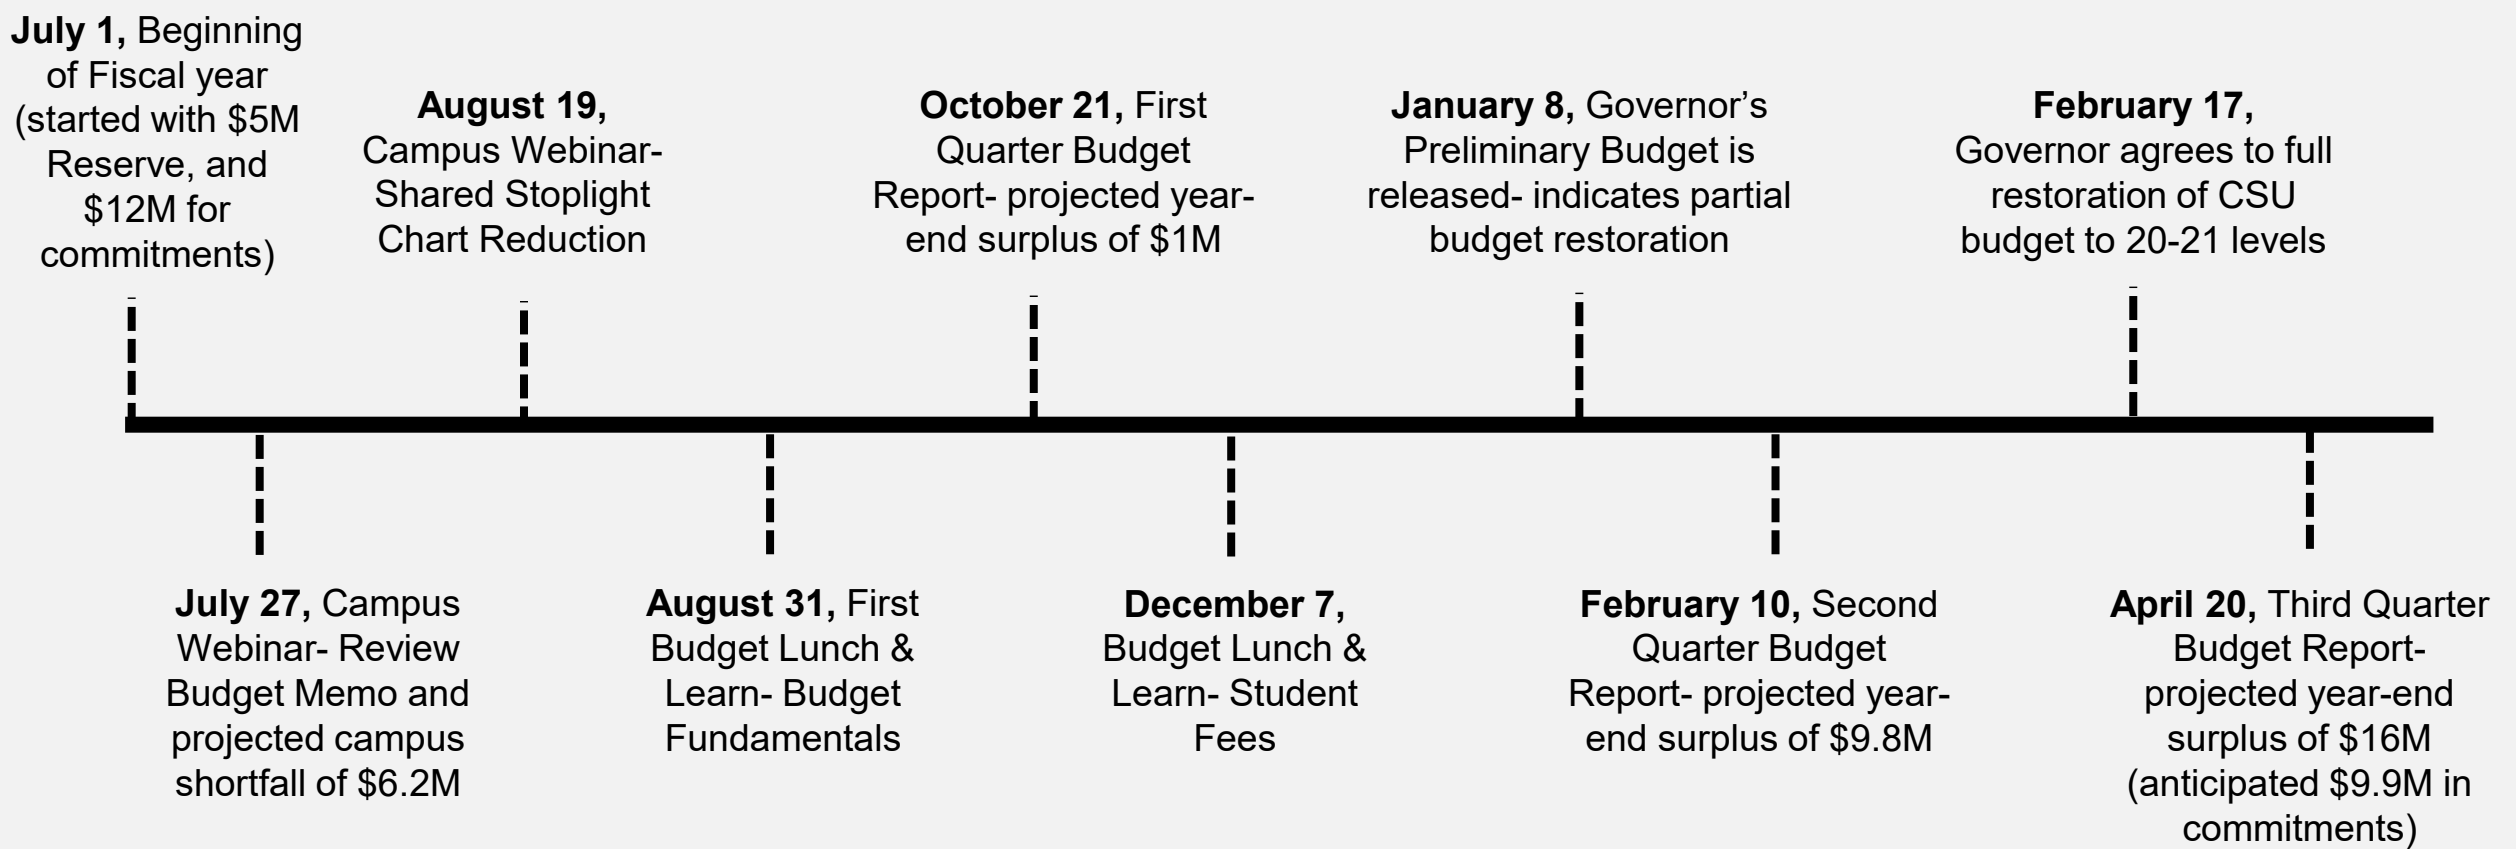 July 1, Beginning
of Fiscal year
(started with $5M
Reserve, and
$12M for
commitments)
August 19,
Campus Webinar-
Shared Stoplight
Chart Reduction
October 21, First
Quarter Budget
Report- projected year-
end surplus of $1M
January 8, Governor’s
Preliminary Budget is
released- indicates partial
budget restoration
February 17,
Governor agrees to full
restoration of CSU
budget to 20-21 levels
July 27, Campus
Webinar- Review
Budget Memo and
projected campus
shortfall of $6.2M
August 31, First
Budget Lunch &
Learn- Budget
Fundamentals
December 7,
Budget Lunch &
Learn- Student
Fees
February 10, Second
Quarter Budget
Report- projected year-
end surplus of $9.8M
April 20, Third Quarter
Budget Report-
projected year-end
surplus of $16M
(anticipated $9.9M in
commitments)